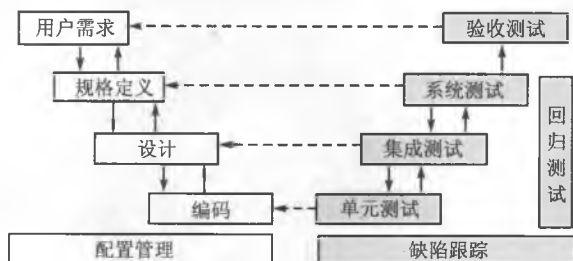 用户需求
验收测试
规格定义
系统测试
设计
集成测试
编码
单元测试
回归测试
配置管理
缺陷跟踪